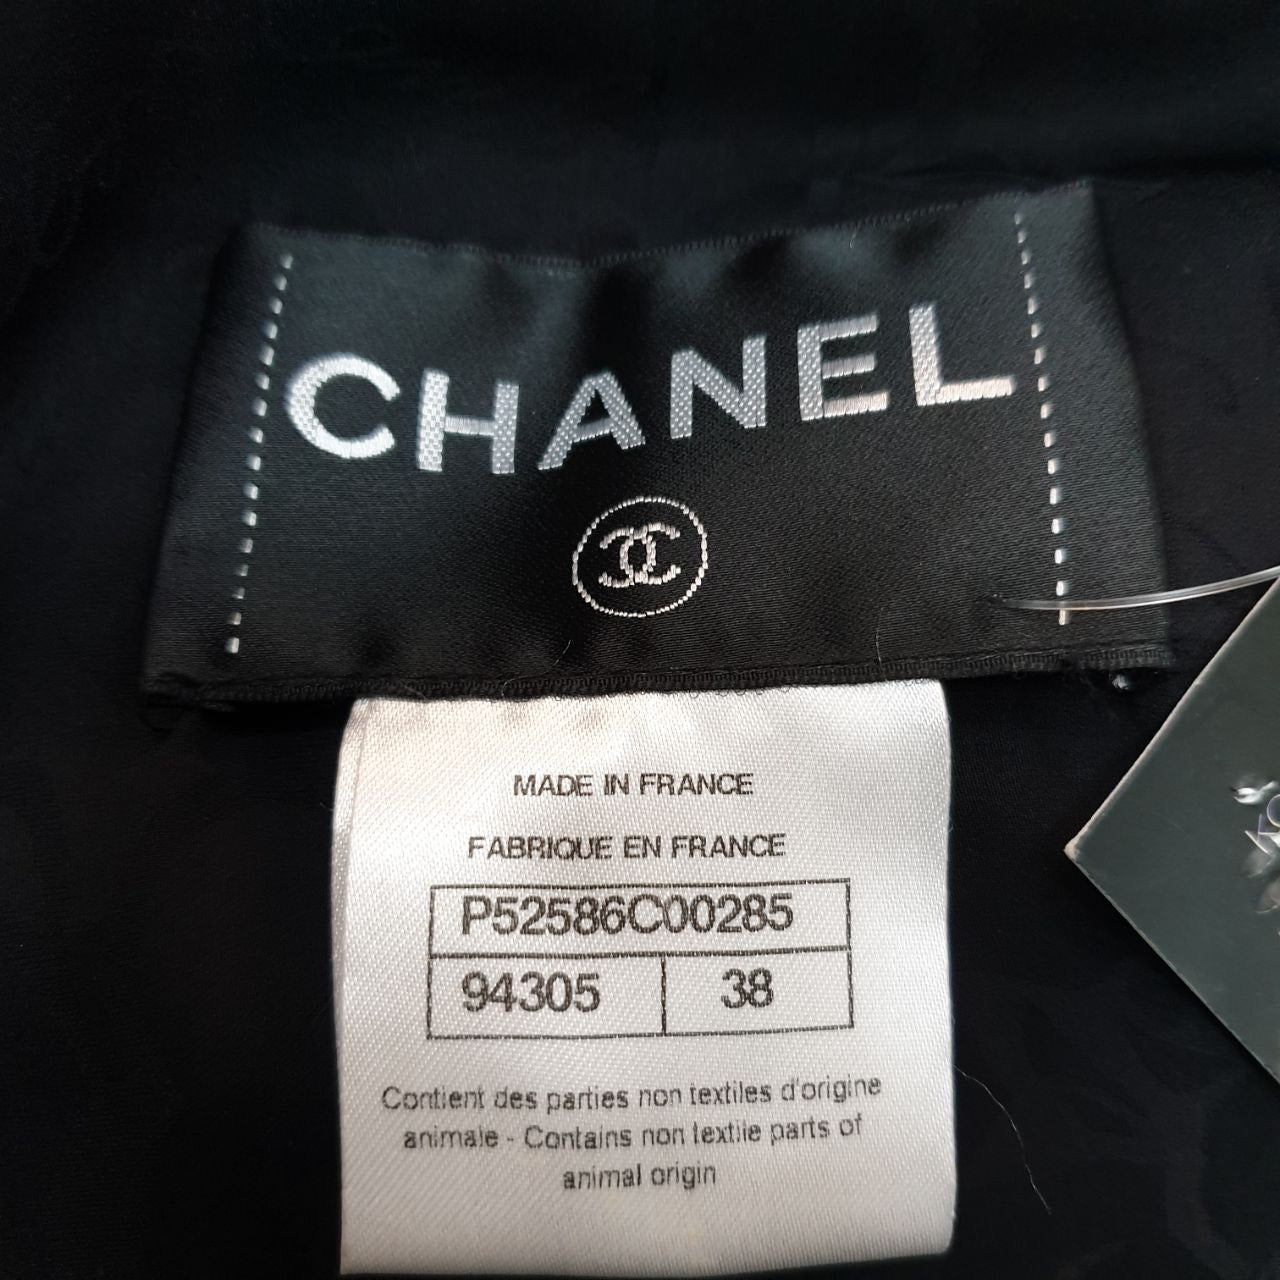 CHANEL
MADE IN FRANCE
FABRIQUE EN FRANCE
P52586C00285
94305 38
Contient des parties non textiles d'origine
animale - Contains non textile parts of
animal origin